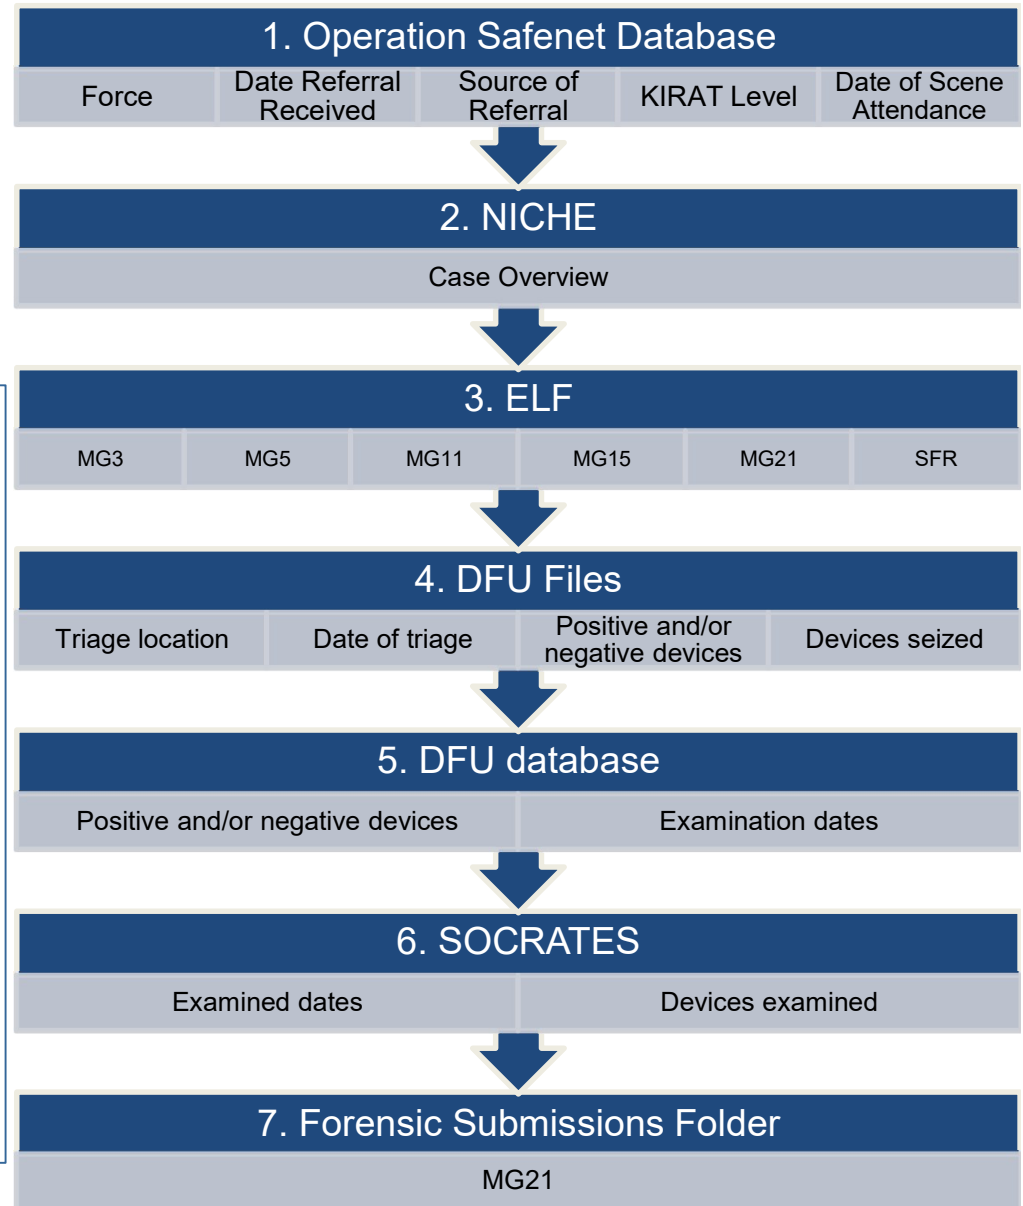 1. Operation Safenet Database
Force
Date Referral
Received
Source of
Referral
KIRAT Level
Date of Scene
Attendance
2. NICHE
Case Overview
3. ELF
MG3
MG5
MG11
MG15
MG21
SFR
4. DFU Files
Triage location
Date of triage
Positive and/or
negative devices
Devices seized
5. DFU database
Positive and/or negative devices
Examination dates
6. SOCRATES
Examined dates
Devices examined
7. Forensic Submissions Folder
MG21